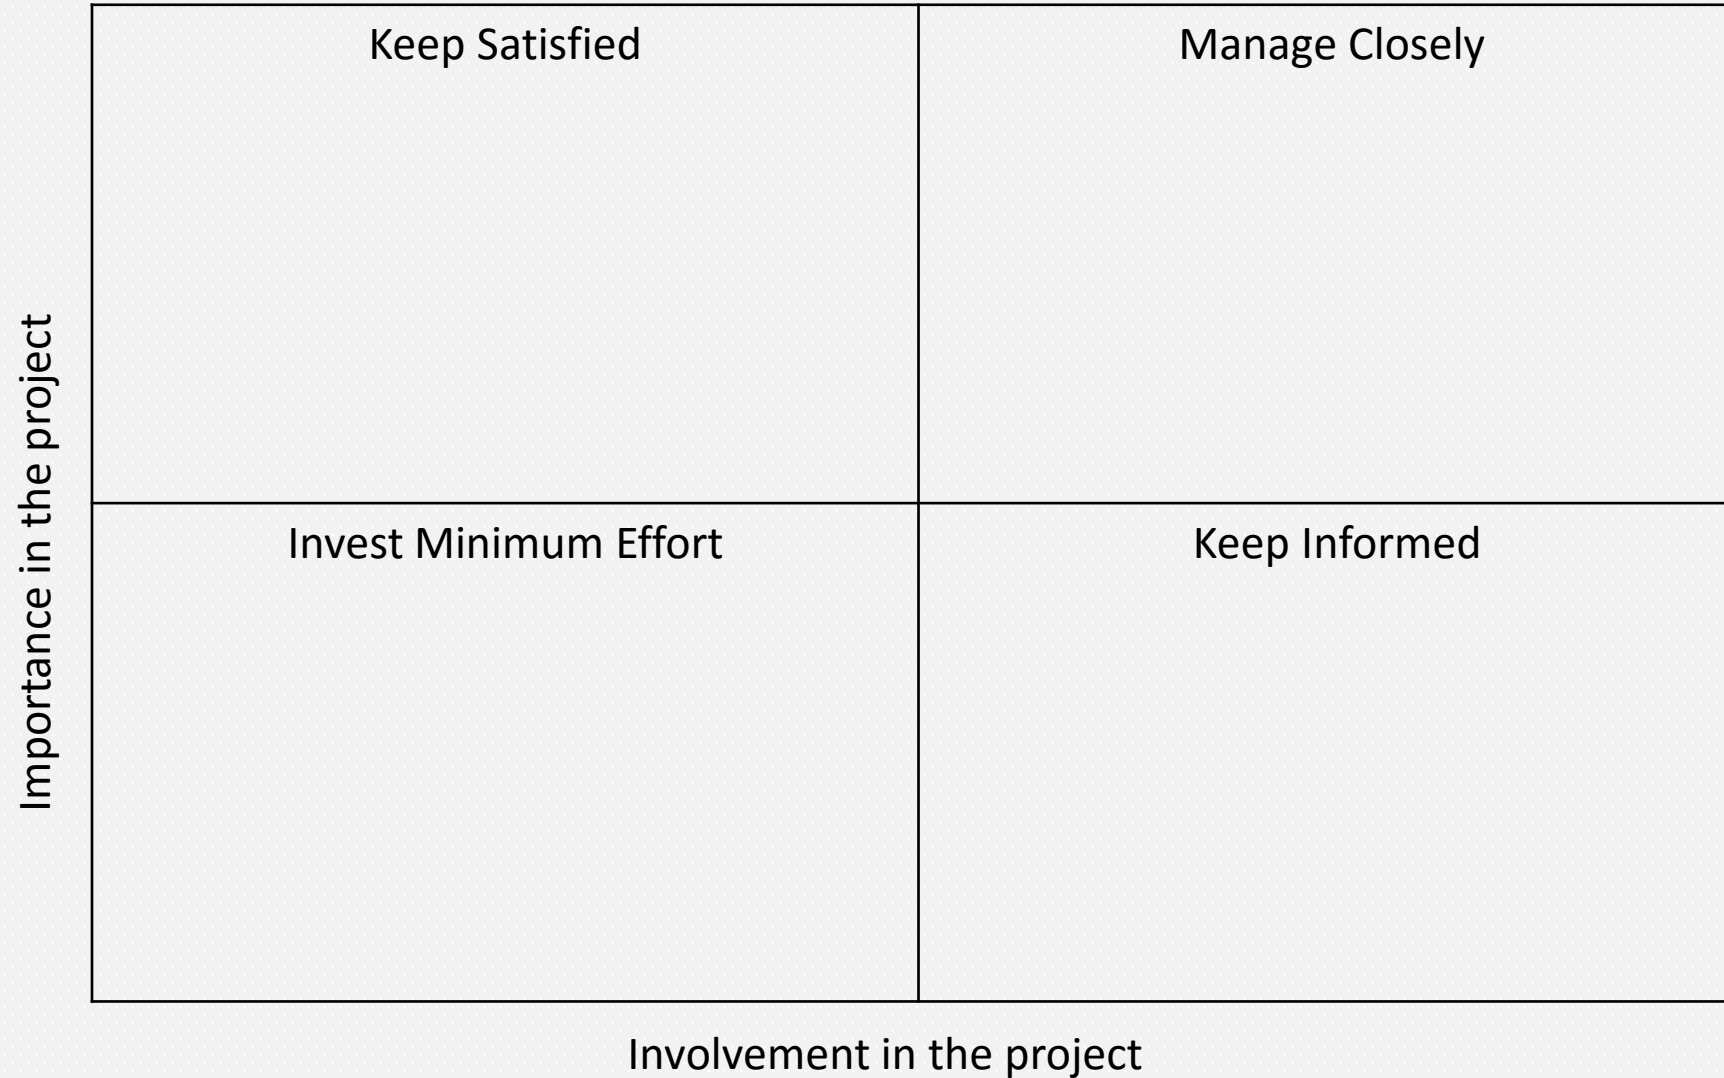 Keep Satisfied
Manage Closely
Importance in the project
Invest Minimum Effort
Keep Informed
Involvement in the project